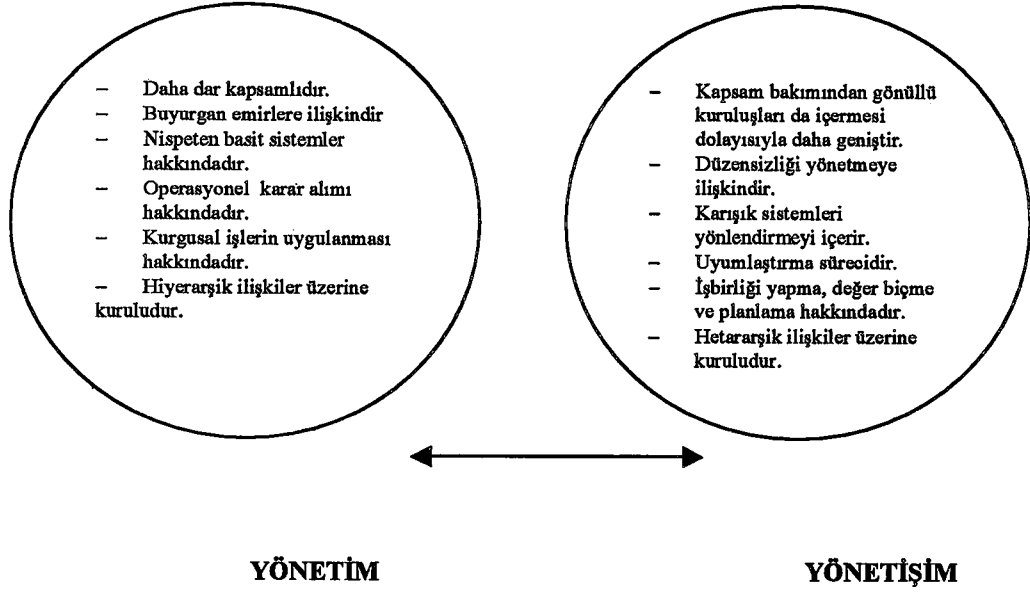 – Daha dar kapsamlıdır.
– Buyurgan emirlere ilişkindir
– Nispeten basit sistemler
hakkındadır.
– Operasyonel karar alımı
hakkındadır.
– Kurgusal işlerin uygulanması
hakkındadır.
– Hiyerarşik ilişkiler üzerine
kuruludur.
– Kapsam bakımından gönüllü
kuruluşları da içermesi
dolayısıyla daha geniştir.
– Düzensizliği yönetmeye
ilişkindir.
– Karışık sistemleri
yönlendirmeyi içerir.
– Uyumlaştırma sürecidir.
– İşbirliği yapma, değer biçme
ve planlama hakkındadır.
– Hetararşik ilişkiler üzerine
kuruludur.
YÖNETİM
YÖNETİŞİM